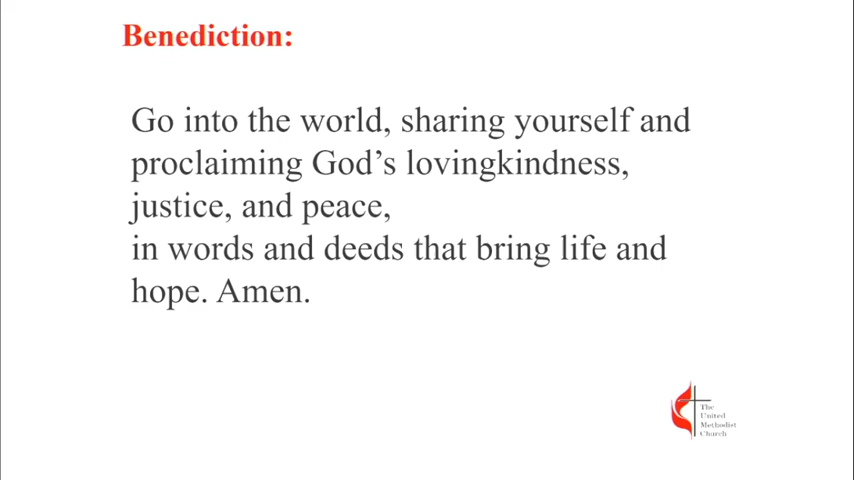 Benediction:
Go into the world, sharing yourself and
proclaiming God’s lovingkindness,
justice, and peace,
in words and deeds that bring life and
hope. Amen.
The
United
Methodist
Church